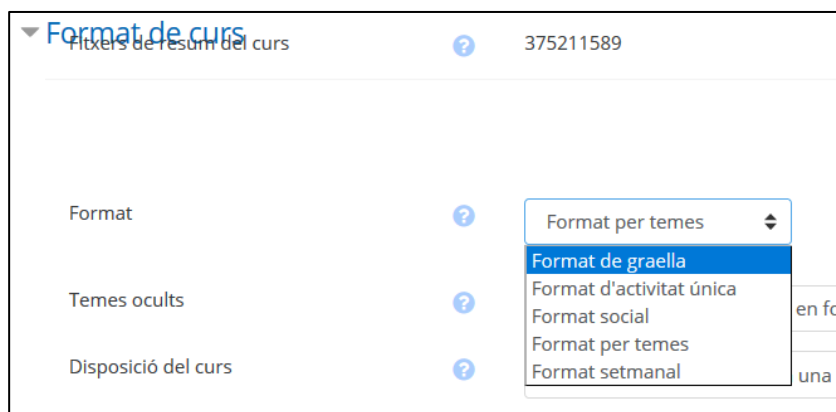 Format de curs
Fitxers de resum del curs 375211589
Format Format per temes
Format de graella
Format d'activitat única
Format social
Format per temes
Format setmanal
Temes ocults en fo
Disposició del curs una